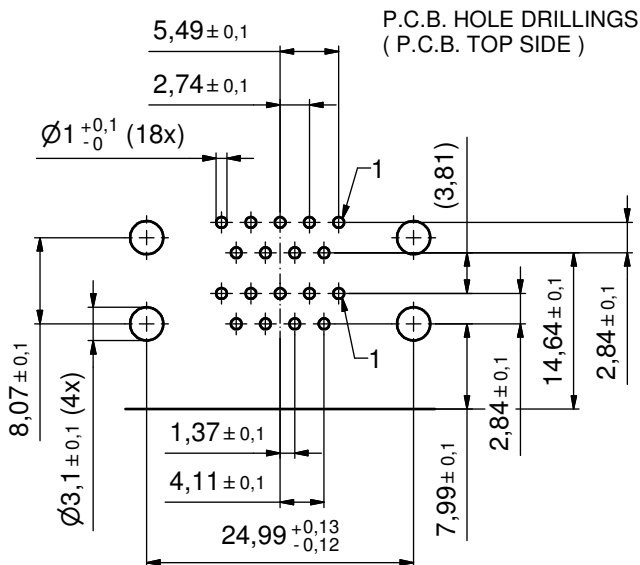 P.C.B. HOLE DRILLINGS
( P.C.B. TOP SIDE )
5,49 ± 0,1
2,74 ± 0,1
Ø1 +0,1 -0 (18x)
1
(3,81)
1
8,07 ± 0,1
Ø3,1 ± 0,1 (4x)
1,37 ± 0,1
4,11 ± 0,1
24,99 +0,13 -0,12
7,99 ± 0,1
2,84 ± 0,1
14,64 ± 0,1
2,84 ± 0,1